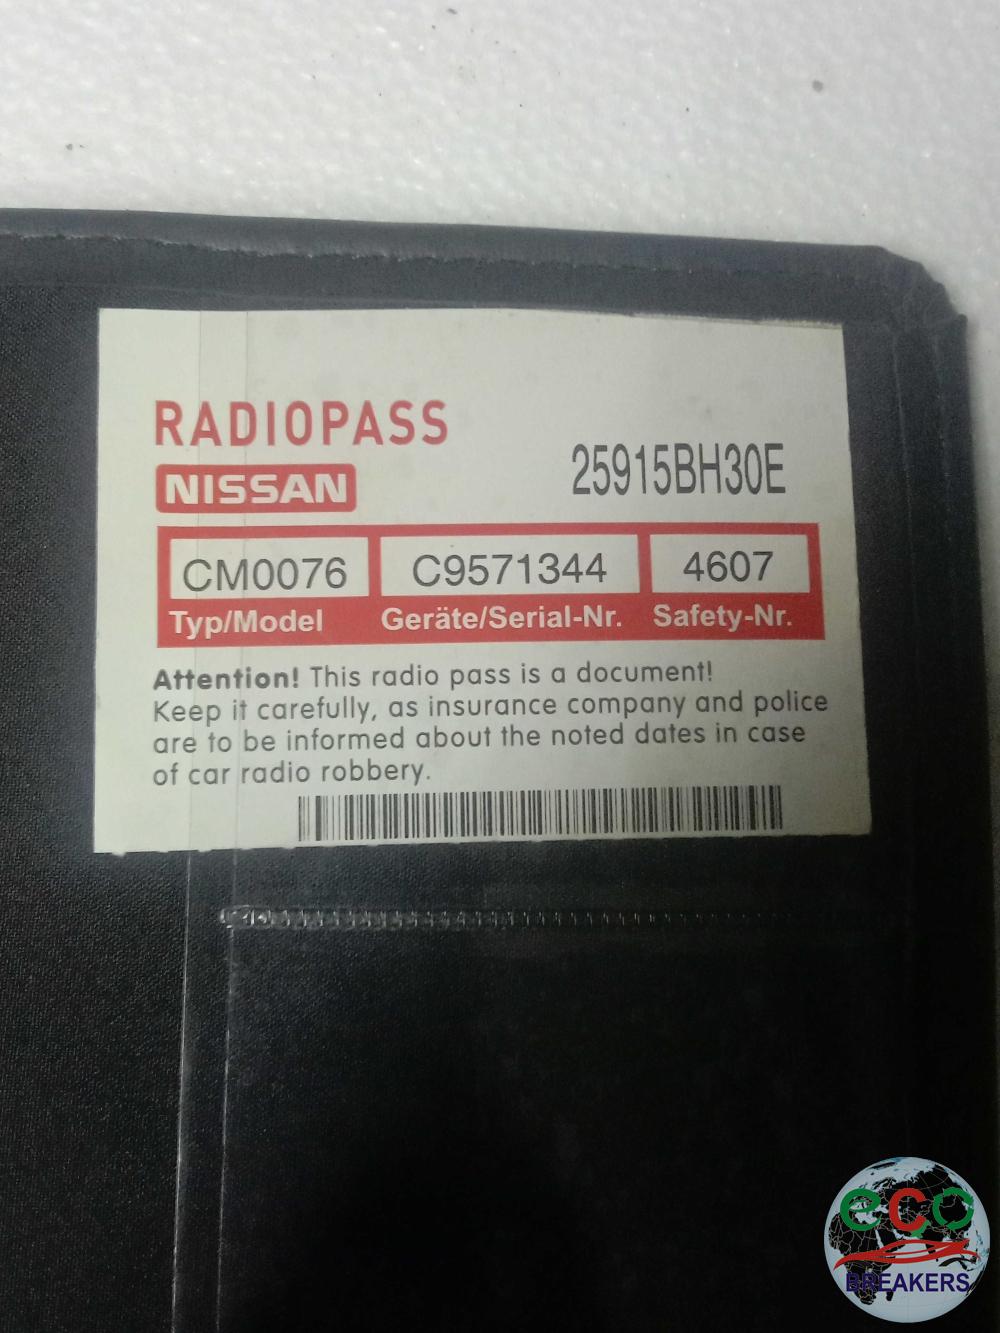 RADIOPASS
NISSAN
25915BH30E
CM0076 C9571344 4607
Typ/Model Geräte/Serial-Nr. Safety-Nr.
Attention! This radio pass is a document!
Keep it carefully, as insurance company and police
are to be informed about the noted dates in case
of car radio robbery.
eco
BREAKERS